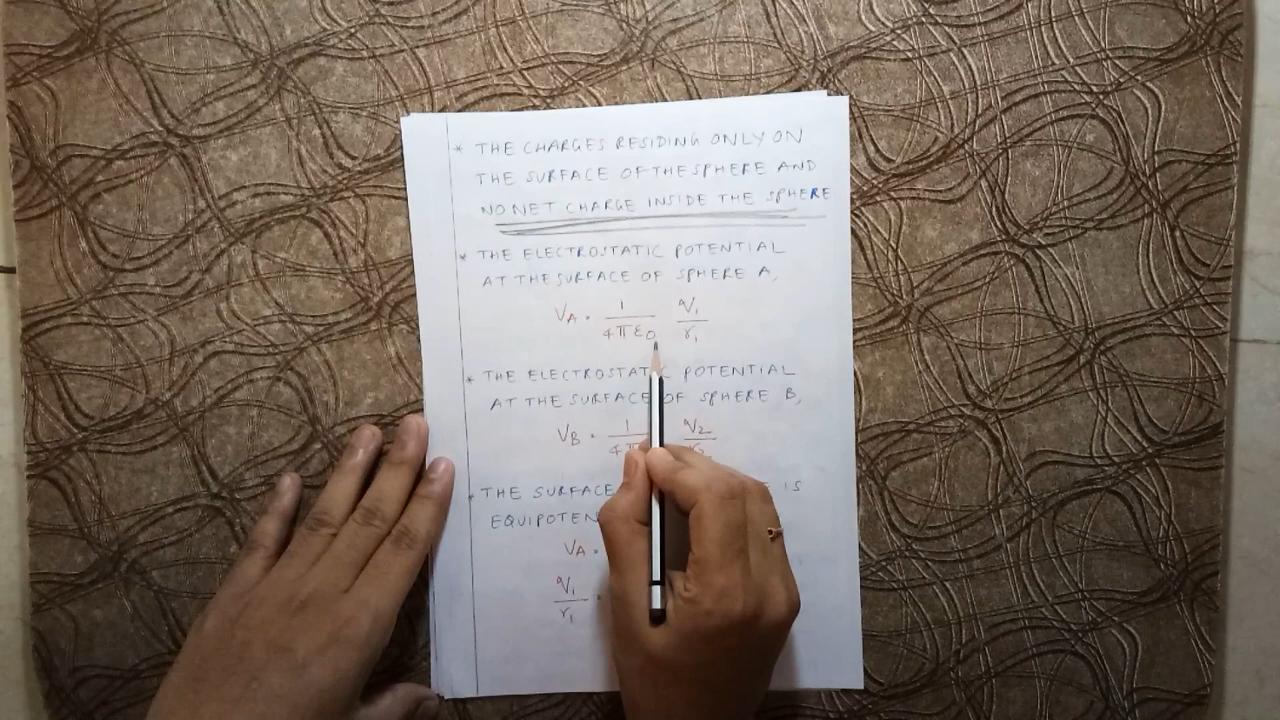 * THE CHARGES RESIDING ONLY ON
THE SURFACE OF THE SPHERE AND
NO NET CHARGE INSIDE THE SPHERE
* THE ELECTROSTATIC POTENTIAL
AT THE SURFACE OF SPHERE A,
VA = 1/4πε0 q1/r1
* THE ELECTROSTATIC POTENTIAL
AT THE SURFACE OF SPHERE B,
VB = 1/4π q2
* THE SURFACE IS
VA =
q1/r1 =